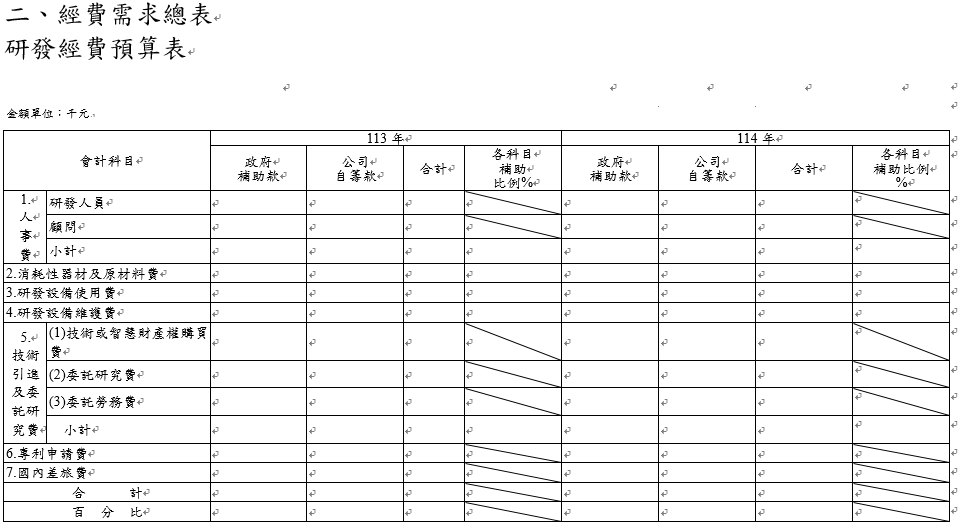 二、經費需求總表
研發經費預算表
金額單位：千元
會計科目 113 年 114 年
政府補助款 公司自籌款 合計 各科目補助比例% 政府補助款 公司自籌款 合計 各科目補助比例%
1.人事費 研發人員
顧問
小計
2.消耗性器材及原材料費
3.研發設備使用費
4.研發設備維護費
5.技術引進及委託研究費 (1)技術或智慧財產權購買費
(2)委託研究費
(3)委託勞務費
小計
6.專利申請費
7.國內差旅費
合 計
百 分 比